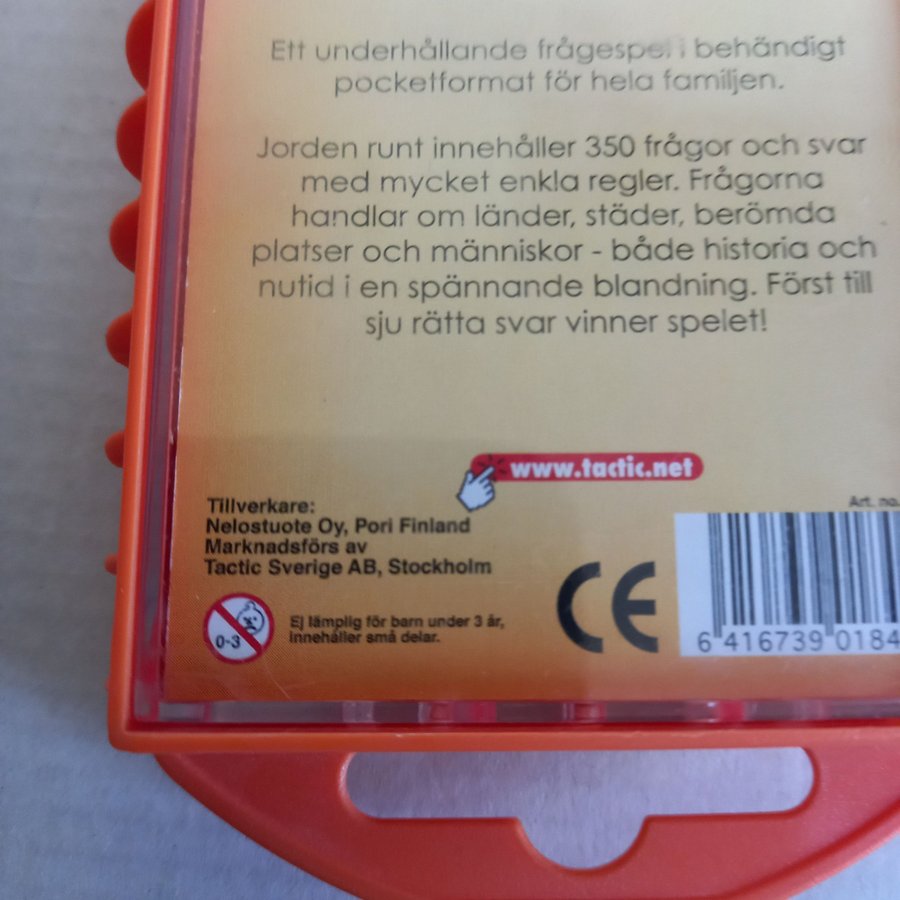 Ett underhållande frågespel i behändigt
pocketformat för hela familjen.
Jorden runt innehåller 350 frågor och svar
med mycket enkla regler. Frågorna
handlar om länder, städer, berömda
platser och människor - både historia och
nutid i en spännande blandning. Först till
sju rätta svar vinner spelet!
www.tactic.net
Tillverkare:
Nelostuote Oy, Pori Finland
Marknadsförs av
Tactic Sverige AB, Stockholm
Art. no.
CE
0-3
Ej lämplig för barn under 3 år,
innehåller små delar.
6 416739 0184